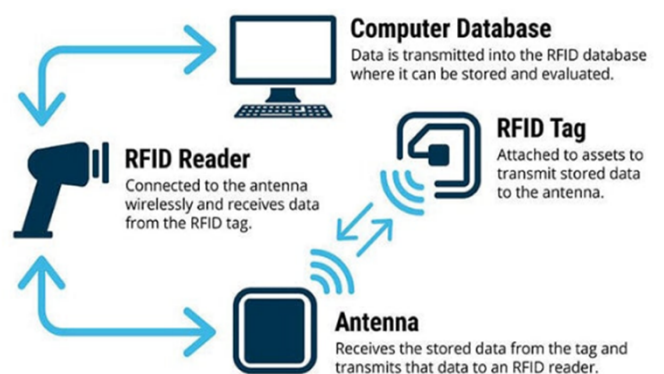 Computer Database
Data is transmitted into the RFID database
where it can be stored and evaluated.
RFID Tag
Attached to assets to
transmit stored data
to the antenna.
RFID Reader
Connected to the antenna
wirelessly and receives data
from the RFID tag.
Antenna
Receives the stored data from the tag and
transmits that data to an RFID reader.